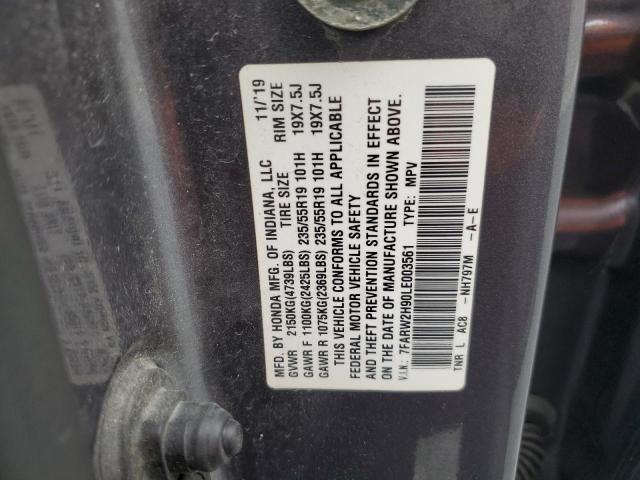 MFD. BY HONDA MFG. OF INDIANA, LLC 11/'19
GVWR 2150KG(4739LBS) TIRE SIZE RIM SIZE
GAWR F 1100KG(2425LBS) 235/55R19 101H 19X7.5J
GAWR R 1075KG(2369LBS) 235/55R19 101H 19X7.5J
THIS VEHICLE CONFORMS TO ALL APPLICABLE
FEDERAL MOTOR VEHICLE SAFETY
AND THEFT PREVENTION STANDARDS IN EFFECT
ON THE DATE OF MANUFACTURE SHOWN ABOVE.
V.I.N.: 7FARW2H90LE003561 TYPE: MPV
TNR L AC8 -NH797M -A-E